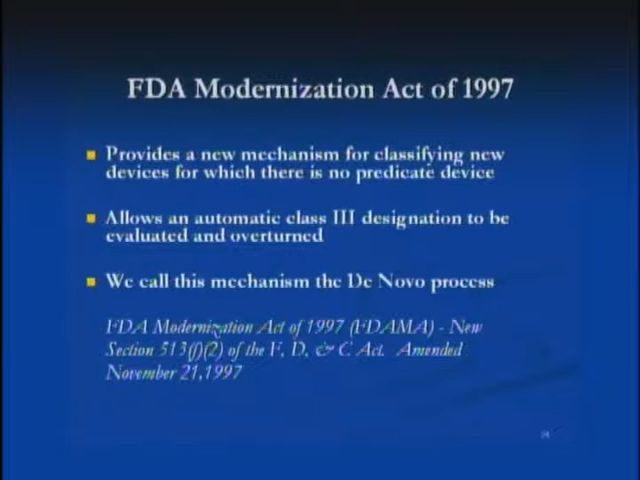 FDA Modernization Act of 1997
Provides a new mechanism for classifying new
devices for which there is no predicate device
Allows an automatic class III designation to be
evaluated and overturned
We call this mechanism the De Novo process
FDA Modernization Act of 1997 (FDAMA) - New
Section 513(f)(2) of the F, D, & C Act. Amended
November 21,1997